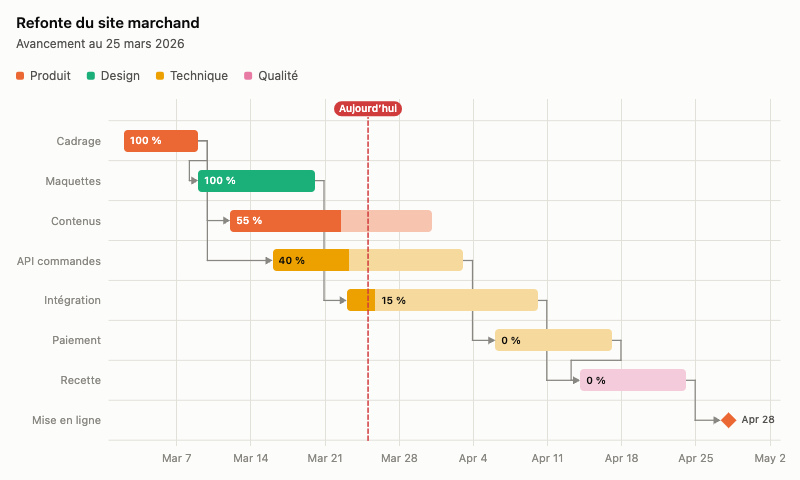 Refonte du site marchand
Avancement au 25 mars 2026
Produit Design Technique Qualité
Aujourd'hui
Cadrage 100 %
Maquettes 100 %
Contenus 55 %
API commandes 40 %
Intégration 15 %
Paiement 0 %
Recette 0 %
Mise en ligne Apr 28
Mar 7 Mar 14 Mar 21 Mar 28 Apr 4 Apr 11 Apr 18 Apr 25 May 2